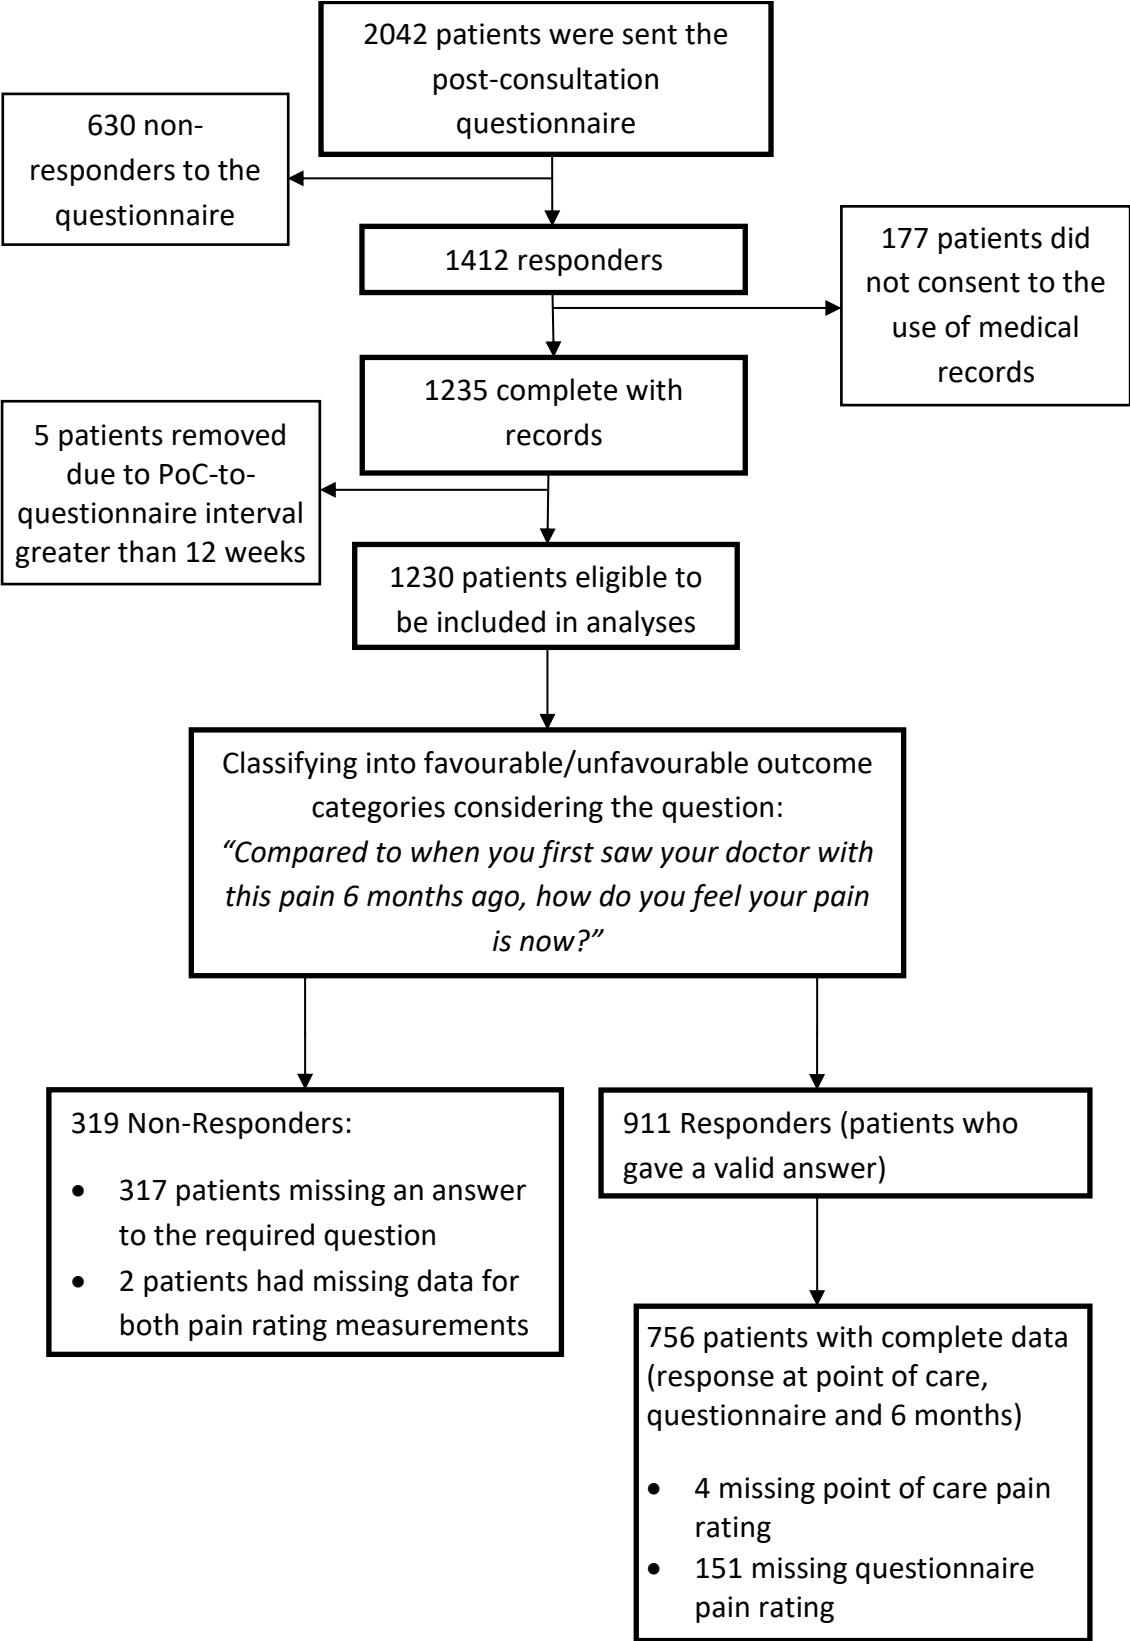 2042 patients were sent the
post-consultation
questionnaire
630 non-
responders to the
questionnaire
1412 responders
177 patients did
not consent to the
use of medical
records
1235 complete with
records
5 patients removed
due to PoC-to-
questionnaire interval
greater than 12 weeks
1230 patients eligible to
be included in analyses
Classifying into favourable/unfavourable outcome
categories considering the question:
“Compared to when you first saw your doctor with
this pain 6 months ago, how do you feel your pain
is now?”
319 Non-Responders:
• 317 patients missing an answer
to the required question
• 2 patients had missing data for
both pain rating measurements
911 Responders (patients who
gave a valid answer)
756 patients with complete data
(response at point of care,
questionnaire and 6 months)
• 4 missing point of care pain
rating
• 151 missing questionnaire
pain rating